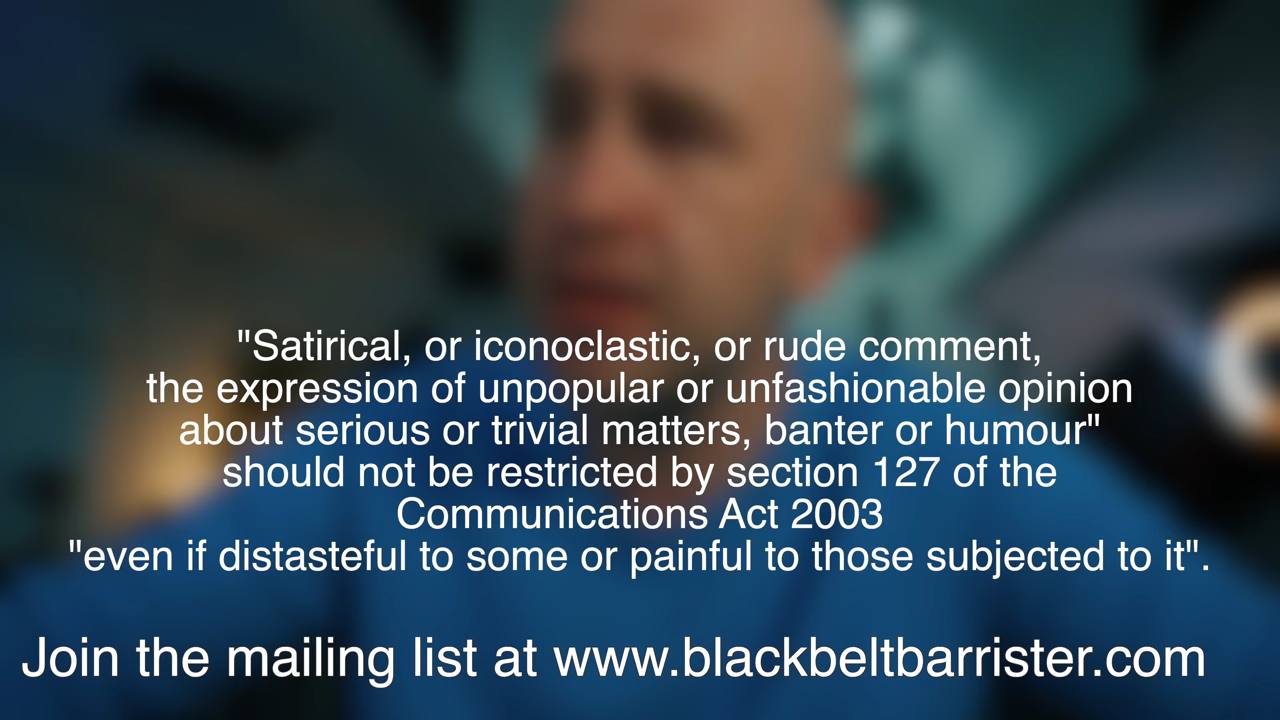 "Satirical, or iconoclastic, or rude comment,
the expression of unpopular or unfashionable opinion
about serious or trivial matters, banter or humour"
should not be restricted by section 127 of the
Communications Act 2003
"even if distasteful to some or painful to those subjected to it".
Join the mailing list at www.blackbeltbarrister.com